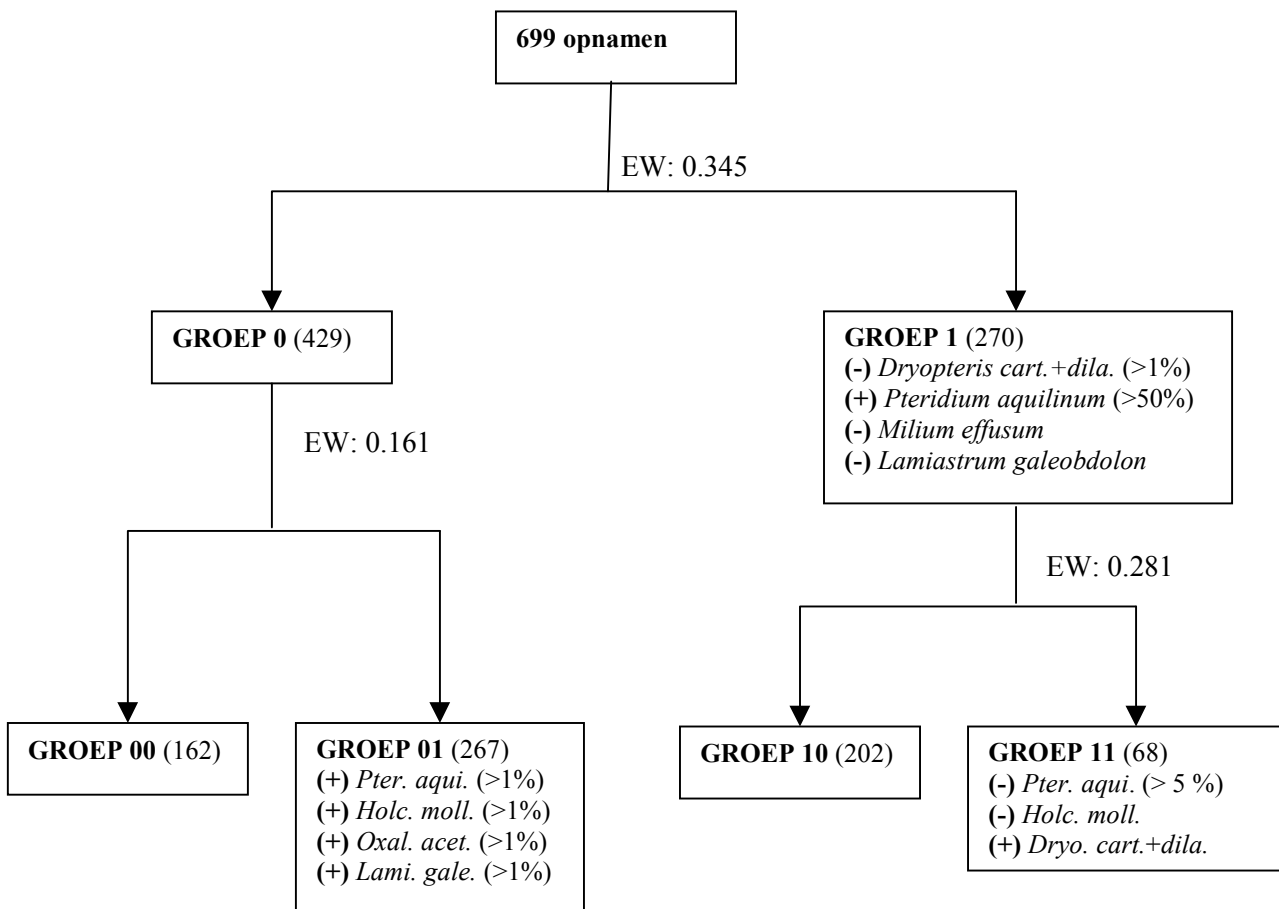 699 opnamen
EW: 0.345
GROEP 0 (429)
GROEP 1 (270)
(-) Dryopteris cart.+dila. (>1%)
(+) Pteridium aquilinum (>50%)
(-) Milium effusum
(-) Lamiastrum galeobdolon
EW: 0.161
EW: 0.281
GROEP 00 (162)
GROEP 01 (267)
(+) Pter. aqui. (>1%)
(+) Holc. moll. (>1%)
(+) Oxal. acet. (>1%)
(+) Lami. gale. (>1%)
GROEP 10 (202)
GROEP 11 (68)
(-) Pter. aqui. (> 5 %)
(-) Holc. moll.
(+) Dryo. cart.+dila.